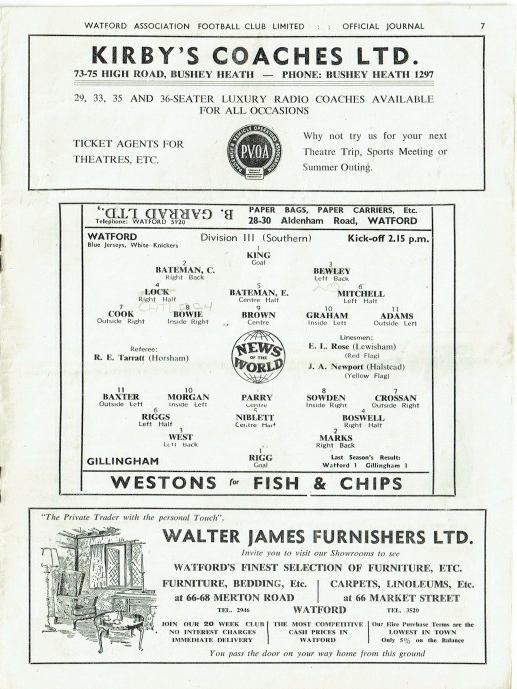 WATFORD ASSOCIATION FOOTBALL CLUB LIMITED : : OFFICIAL JOURNAL 7
KIRBY'S COACHES LTD.
73-75 HIGH ROAD, BUSHEY HEATH — PHONE: BUSHEY HEATH 1297
29, 33, 35 AND 36-SEATER LUXURY RADIO COACHES AVAILABLE
FOR ALL OCCASIONS
TICKET AGENTS FOR
THEATRES, ETC.
P.V.O.A
Why not try us for your next
Theatre Trip, Sports Meeting or
Summer Outing.
B. GARRAD LTD.
Telephone: WATFORD 5920
PAPER BAGS, PAPER CARRIERS, Etc.
28-30 Aldenham Road, WATFORD
WATFORD Division III (Southern) Kick-off 2.15 p.m.
Blue Jerseys, White Knickers
1
KING
Goal
2 3
BATEMAN, C. BEWLEY
Right Back Left Back
4 5 6
LOCK BATEMAN, E. MITCHELL
Right Half Centre Half Left Half
7 8 9 10 11
COOK BOWIE BROWN GRAHAM ADAMS
Outside Right Inside Right Centre Inside Left Outside Left
Referee:
R. E. Tarratt (Horsham)
NEWS
OF THE
WORLD
Linesmen:
E. L. Rose (Lewisham)
(Red Flag)
J. A. Newport (Halstead)
(Yellow Flag)
11 10 8 7
BAXTER MORGAN PARRY SOWDEN CROSSAN
Outside Left Inside Left Centre Inside Right Outside Right
6 5 4
RIGGS NIBLETT BOSWELL
Left Half Centre Half Right Half
3 2
WEST MARKS
Left Back Right Back
1
RIGG
Goal
GILLINGHAM
Last Season's Result:
Watford 1 Gillingham 3
WESTONS for FISH & CHIPS
"The Private Trader with the personal Touch".
WALTER JAMES FURNISHERS LTD.
Invite you to visit our Showrooms to see
WATFORD'S FINEST SELECTION OF FURNITURE, ETC.
FURNITURE, BEDDING, Etc. CARPETS, LINOLEUMS, Etc.
at 66-68 MERTON ROAD at 66 MARKET STREET
TEL. 2946 WATFORD TEL. 3520
JOIN OUR 20 WEEK CLUB
NO INTEREST CHARGES
IMMEDIATE DELIVERY
THE MOST COMPETITIVE
CASH PRICES IN
WATFORD
Our Hire Purchase Terms are the
LOWEST IN TOWN
Only 5% on the Balance
You pass the door on your way home from this ground